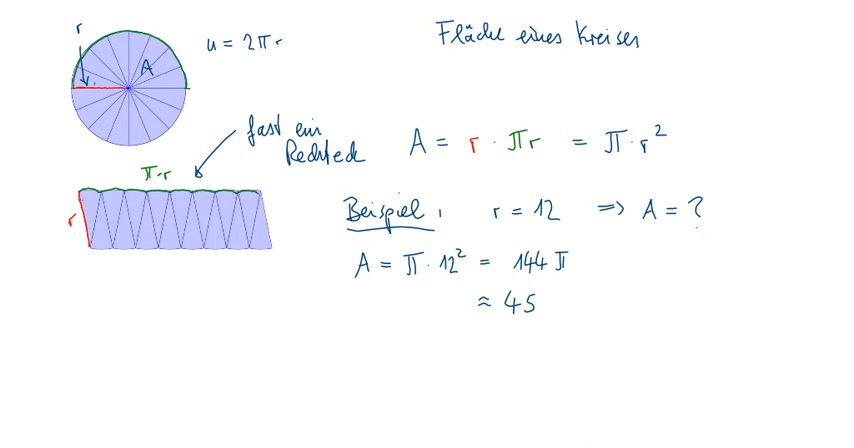 Fläche eines Kreises
r
u = 2πr
A
fast ein
Rechteck
A = r · πr = π · r²
π·r
r
Beispiel: r = 12 ⇒ A = ?
A = π · 12² = 144π
≈ 45